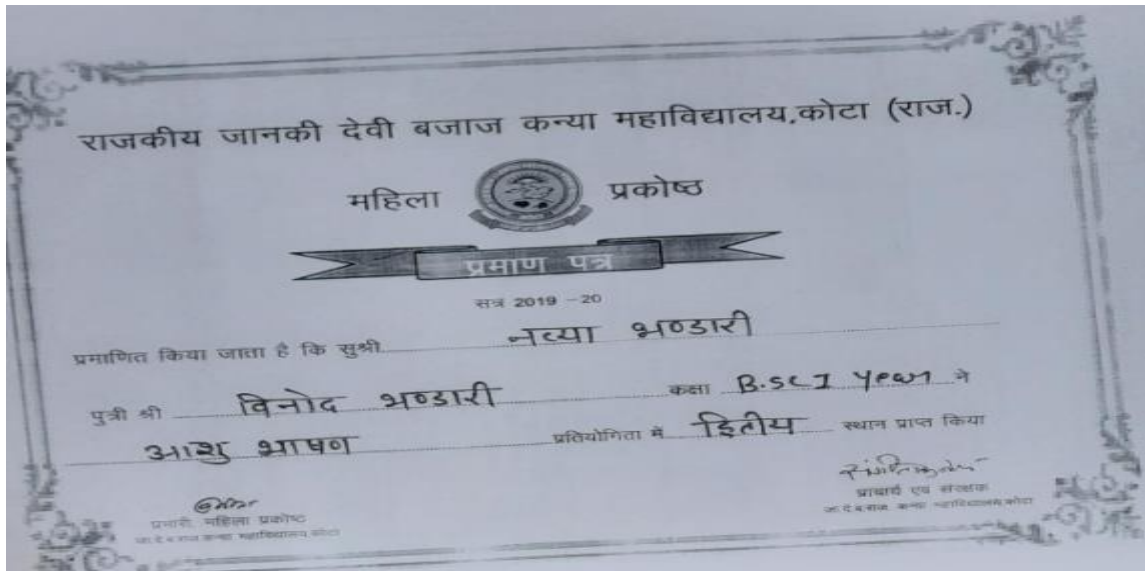 राजकीय जानकी देवी बजाज कन्या महाविद्यालय,कोटा (राज.)
महिला प्रकोष्ठ
प्रमाण पत्र
सत्र 2019 -20
प्रमाणित किया जाता है कि सुश्री नव्या भण्डारी
पुत्री श्री विनोद भण्डारी कक्षा B.Sc I Year ने
आशु भाषण प्रतियोगिता में द्वितीय स्थान प्राप्त किया
प्राचार्य एवं संरक्षक
प्रभारी, महिला प्रकोष्ठ